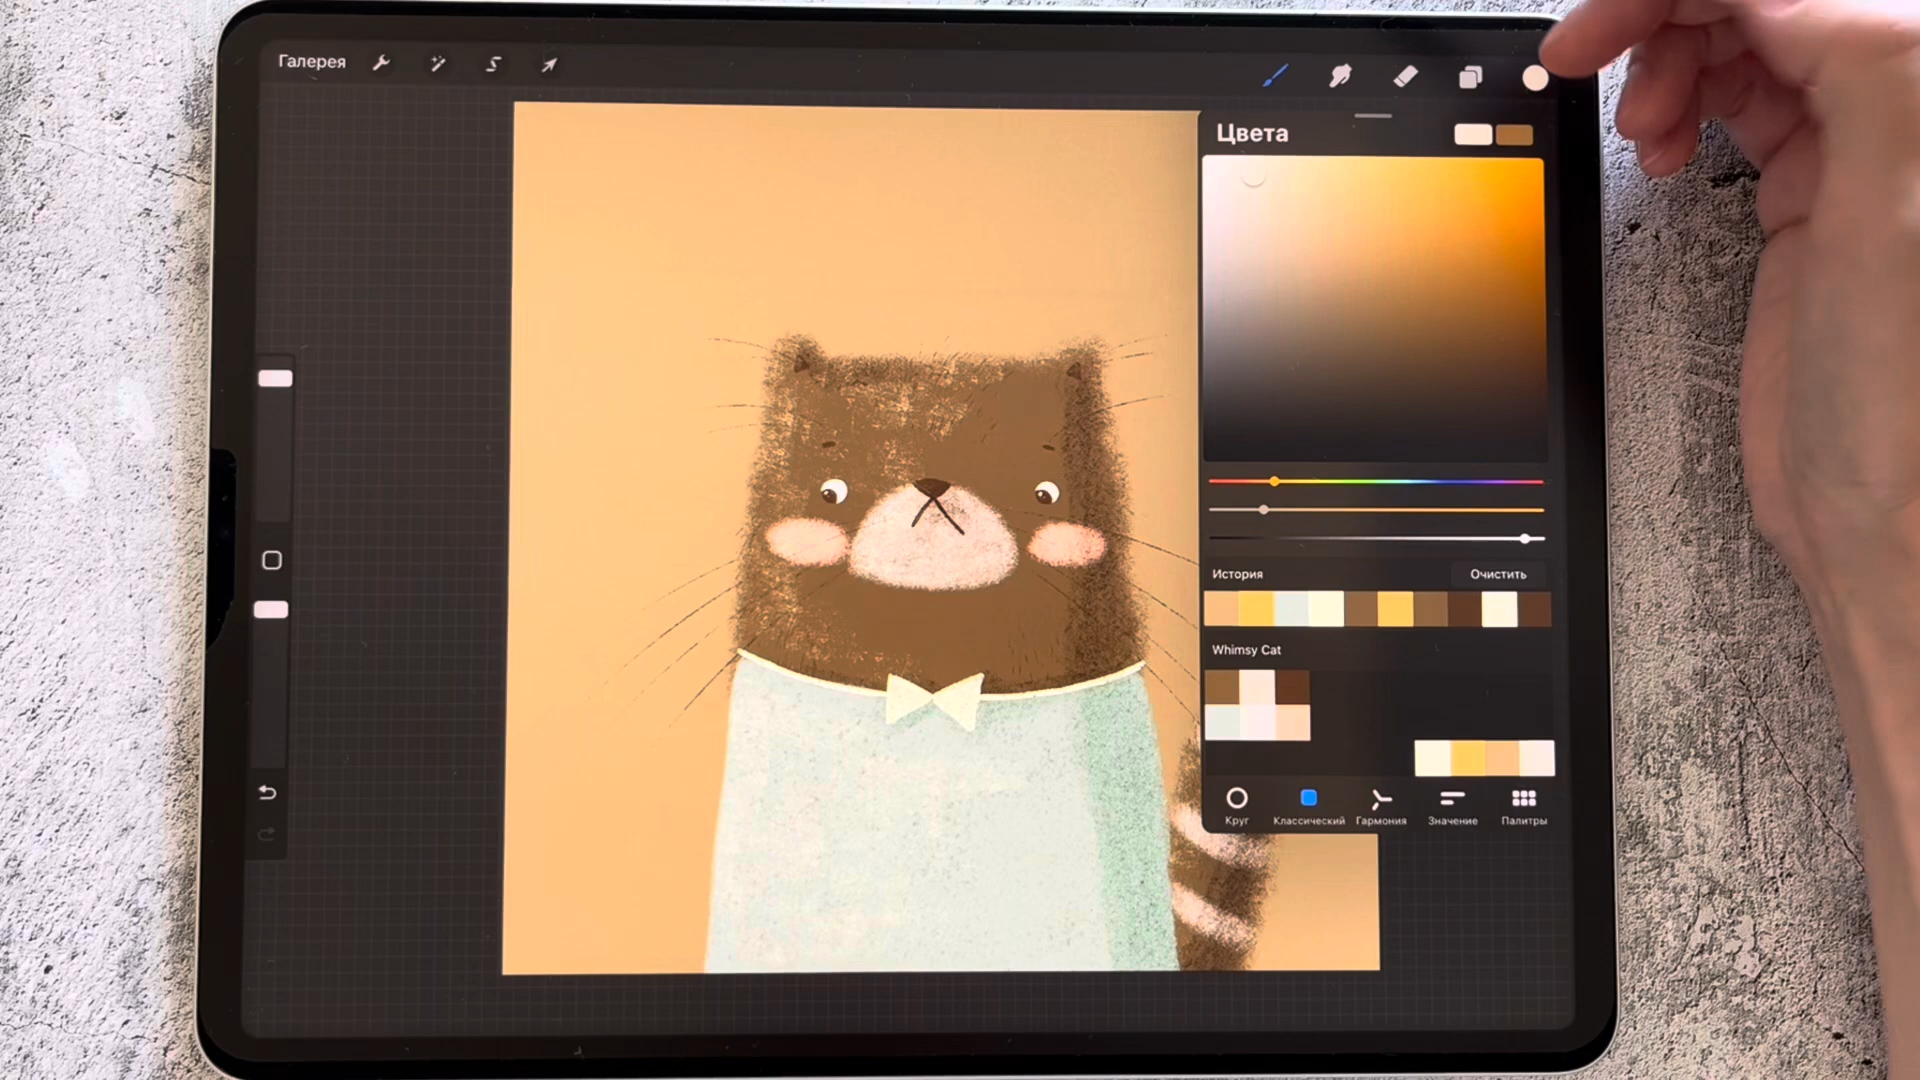 Галерея
Цвета
История
Очистить
Whimsy Cat
Круг
Классический
Гармония
Значение
Палитры